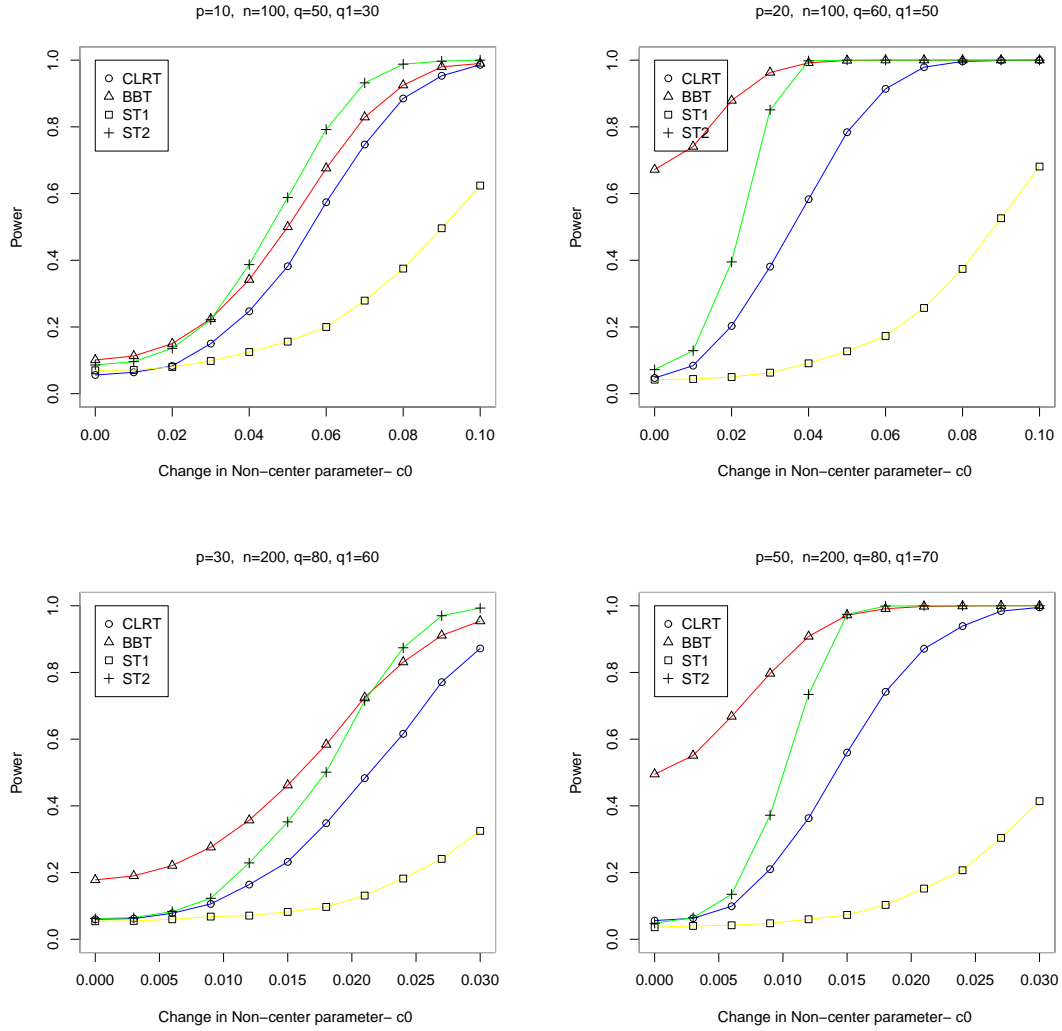 p=10, n=100, q=50, q1=30
CLRT
BBT
ST1
ST2
Power
0.0 0.2 0.4 0.6 0.8 1.0
0.00 0.02 0.04 0.06 0.08 0.10
Change in Non−center parameter− c0
p=20, n=100, q=60, q1=50
CLRT
BBT
ST1
ST2
Power
0.0 0.2 0.4 0.6 0.8 1.0
0.00 0.02 0.04 0.06 0.08 0.10
Change in Non−center parameter− c0
p=30, n=200, q=80, q1=60
CLRT
BBT
ST1
ST2
Power
0.0 0.2 0.4 0.6 0.8 1.0
0.000 0.005 0.010 0.015 0.020 0.025 0.030
Change in Non−center parameter− c0
p=50, n=200, q=80, q1=70
CLRT
BBT
ST1
ST2
Power
0.0 0.2 0.4 0.6 0.8 1.0
0.000 0.005 0.010 0.015 0.020 0.025 0.030
Change in Non−center parameter− c0